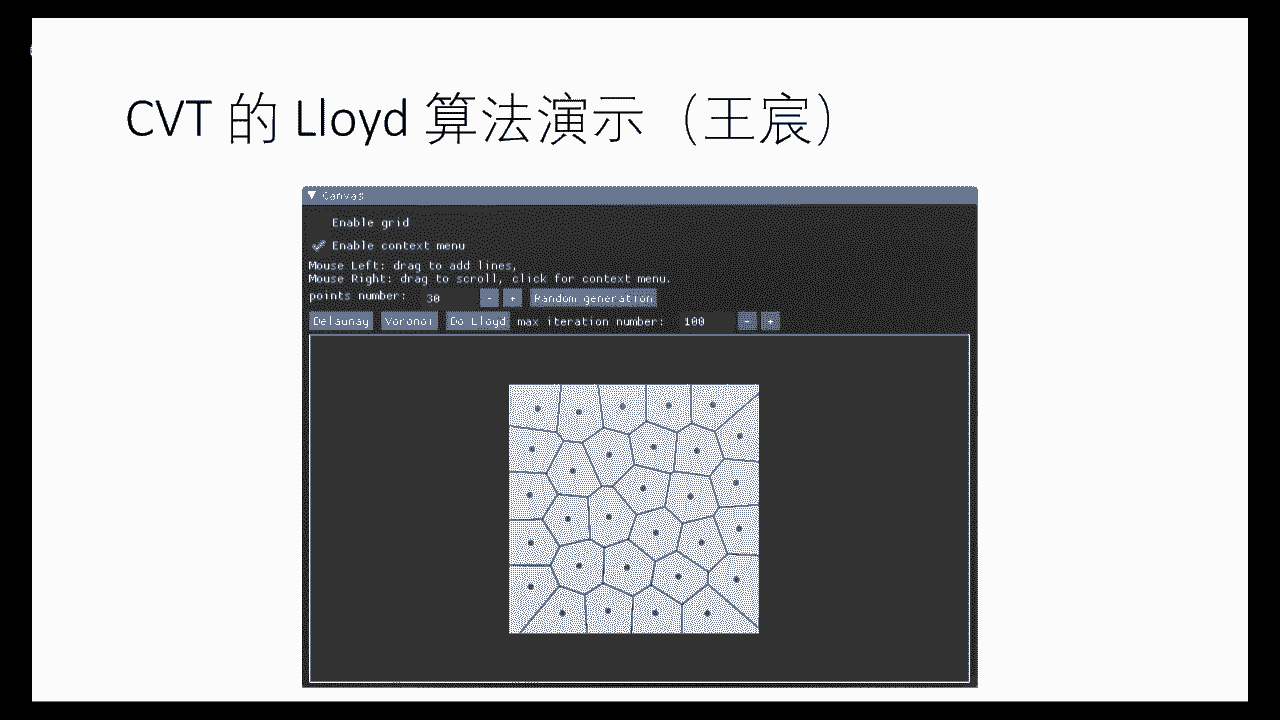 CVT 的 Lloyd 算法演示（王宸）
Canvas
Enable grid
Enable context menu
Mouse Left: drag to add lines,
Mouse Right: drag to scroll, click for context menu.
points number: 30 - + Random generation
Delaunay Voronoi Do Lloyd max iteration number: 100 - +